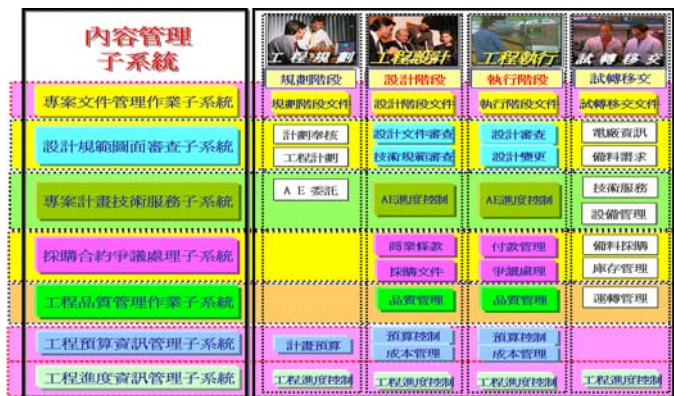 內容管理
子系統
工程規劃
工程設計
工程執行
試轉移交
規劃階段
設計階段
執行階段
試轉移交
專案文件管理作業子系統
規劃階段文件
設計階段文件
執行階段文件
試轉移交文件
設計規範圖面審查子系統
計劃奉核
設計文件審查
設計審查
電廠資訊
工程計劃
技術規範審查
設計變更
備料需求
專案計畫技術服務子系統
A E 委託
AE進度控制
AE進度控制
技術服務
設備管理
採購合約爭議處理子系統
商業條款
付款管理
備料採購
採購文件
爭議處理
庫存管理
工程品質管理作業子系統
品質管理
品質管理
運轉管理
工程預算資訊管理子系統
計畫預算
預算控制
預算控制
成本管理
成本管理
工程進度資訊管理子系統
工程進度控制
工程進度控制
工程進度控制
工程進度控制